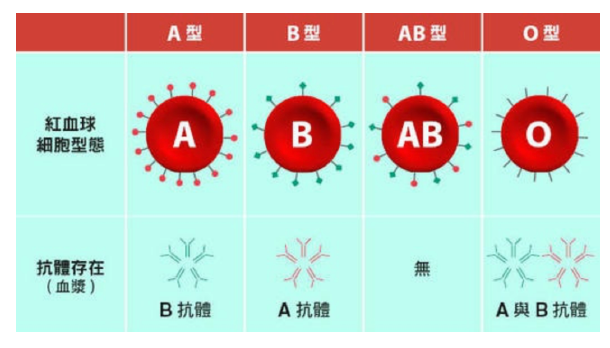 A 型 B 型 AB 型 O 型
紅血球
細胞型態
A B AB O
抗體存在
(血漿)
B 抗體 A 抗體 無 A 與 B 抗體